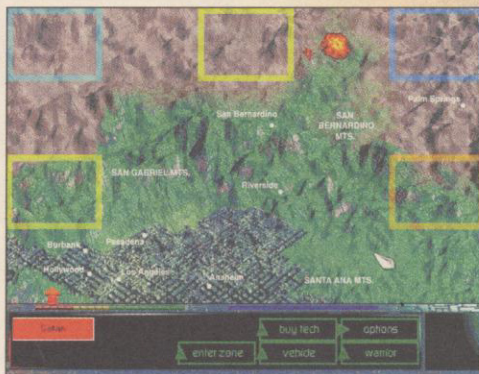 Palm Springs
San Bernardino
SAN
BERNARDINO
MTS.
SAN GABRIEL MTS.
Riverside
Pasadena
Burbank
Hollywood
Los Angeles
Anaheim
SANTA ANA MTS.
buy tech
options
enter zone
vehicle
warrior